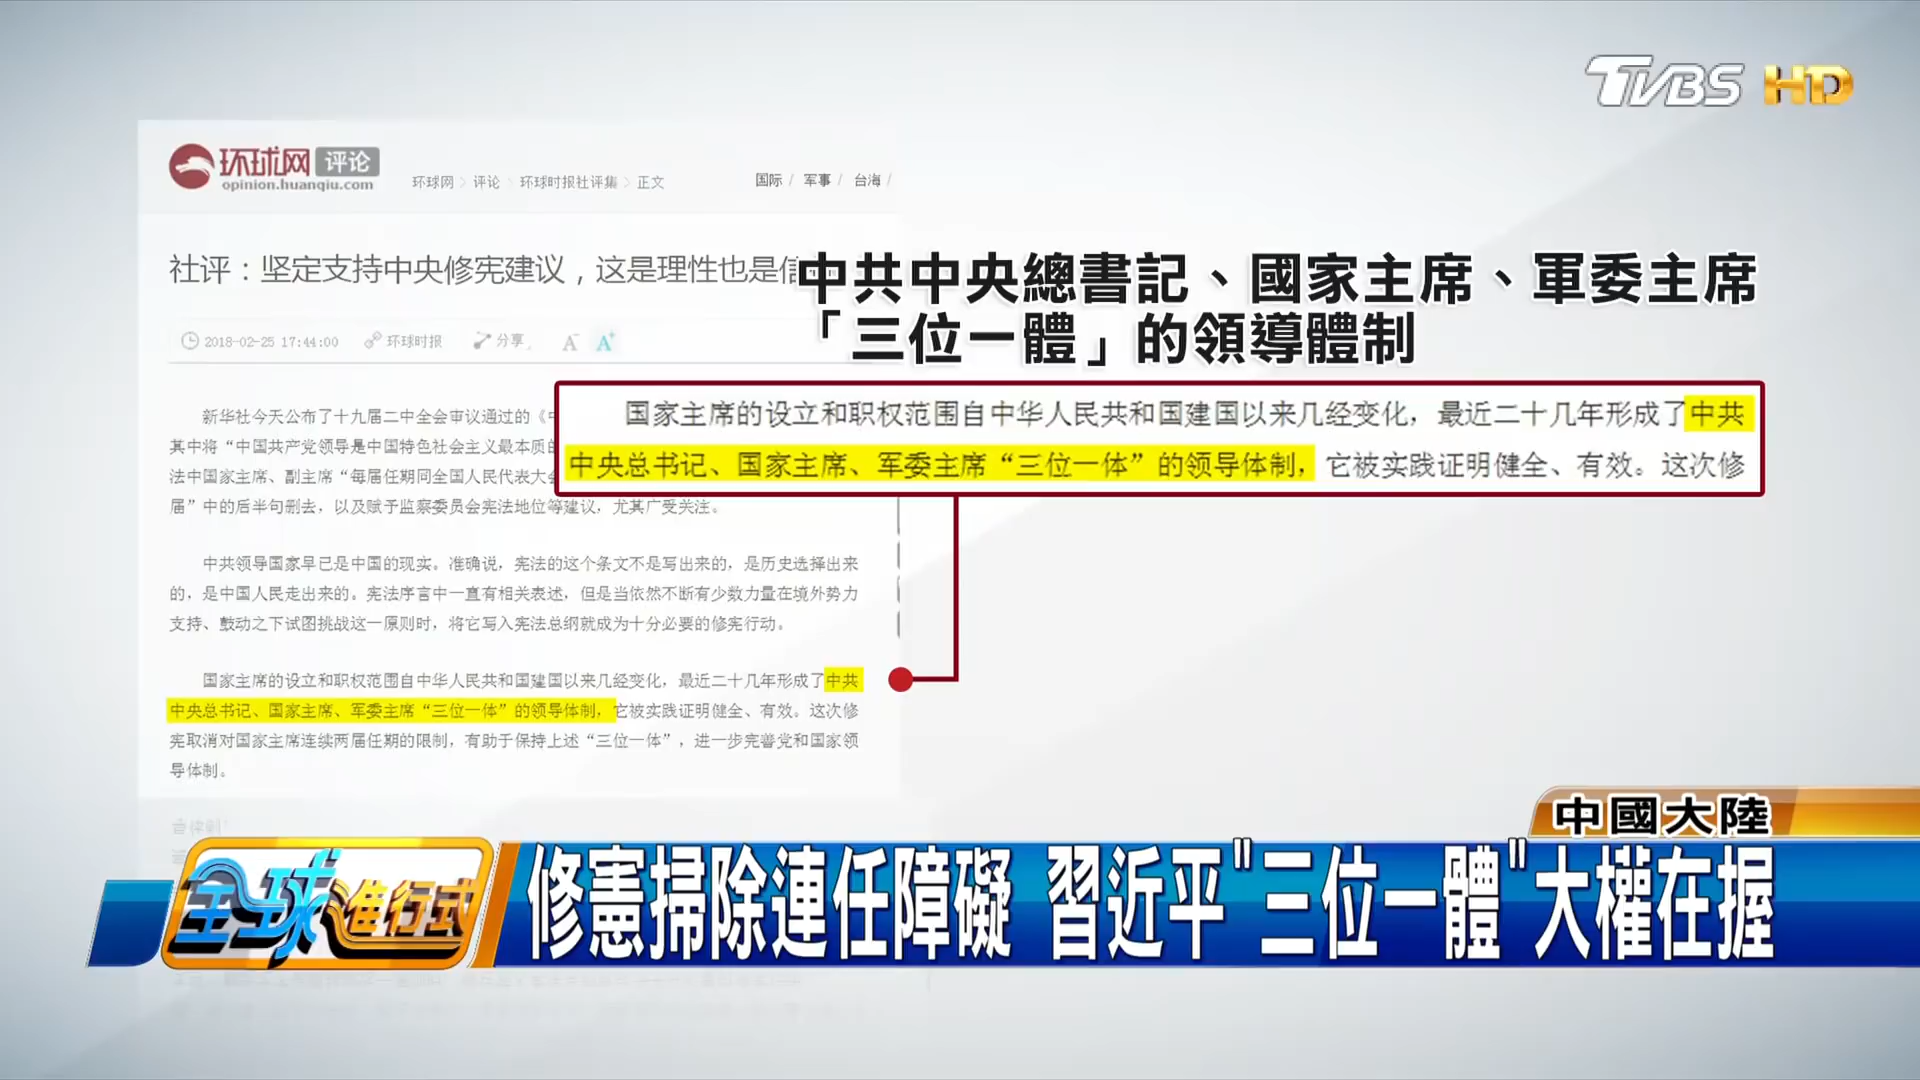 TVBS HD
环球网 评论
opinion.huanqiu.com
环球网 > 评论 > 环球时报社评集 > 正文
国际 / 军事 / 台海 /
社评：坚定支持中央修宪建议，这是理性也是
中共中央總書記、國家主席、軍委主席
「三位一體」的領導體制
2018-02-25 17:44:00 环球时报 分享 A- A+
国家主席的设立和职权范围自中华人民共和国建国以来几经变化，最近二十几年形成了中共
中央总书记、国家主席、军委主席“三位一体”的领导体制，它被实践证明健全、有效。这次修
新华社今天公布了十九届二中全会审议通过的《
其中将“中国共产党领导是中国特色社会主义最本质的
法中国家主席、副主席“每届任期同全国人民代表大会
届”中的后半句删去，以及赋予监察委员会宪法地位等建议，尤其广受关注。
中共领导国家早已是中国的现实。准确说，宪法的这个条文不是写出来的，是历史选择出来
的，是中国人民走出来的。宪法序言中一直有相关表述，但是当依然不断有少数力量在境外势力
支持、鼓动之下试图挑战这一原则时，将它写入宪法总纲就成为十分必要的修宪行动。
国家主席的设立和职权范围自中华人民共和国建国以来几经变化，最近二十几年形成了中共
中央总书记、国家主席、军委主席“三位一体”的领导体制，它被实践证明健全、有效。这次修
宪取消对国家主席连续两届任期的限制，有助于保持上述“三位一体”，进一步完善党和国家领
导体制。
中國大陸
全球進行式
修憲掃除連任障礙 習近平"三位一體"大權在握